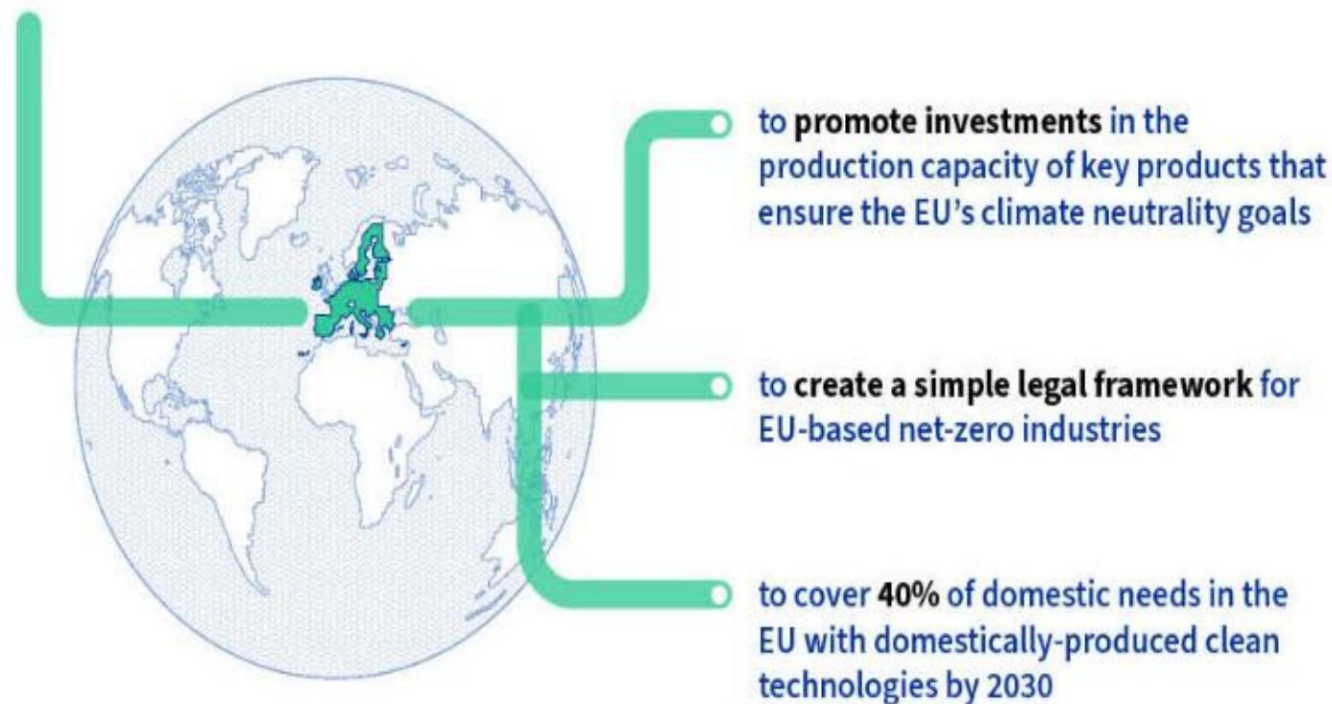 to promote investments in the
production capacity of key products that
ensure the EU’s climate neutrality goals
to create a simple legal framework for
EU-based net-zero industries
to cover 40% of domestic needs in the
EU with domestically-produced clean
technologies by 2030